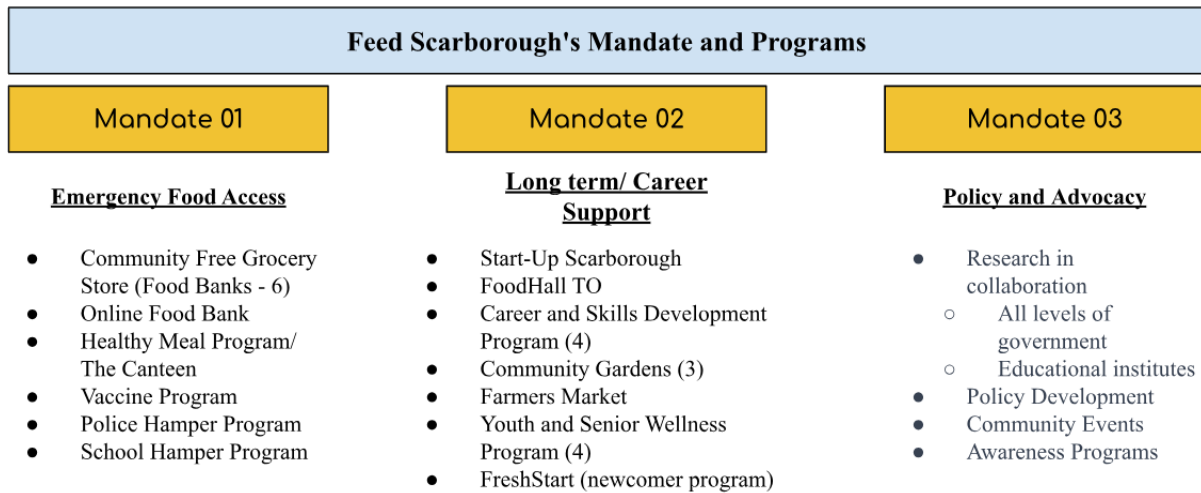 Feed Scarborough's Mandate and Programs
Mandate 01
Emergency Food Access
● Community Free Grocery
Store (Food Banks - 6)
● Online Food Bank
● Healthy Meal Program/
The Canteen
● Vaccine Program
● Police Hamper Program
● School Hamper Program
Mandate 02
Long term/ Career
Support
● Start-Up Scarborough
● FoodHall TO
● Career and Skills Development
Program (4)
● Community Gardens (3)
● Farmers Market
● Youth and Senior Wellness
Program (4)
● FreshStart (newcomer program)
Mandate 03
Policy and Advocacy
● Research in
collaboration
○ All levels of
government
○ Educational institutes
● Policy Development
● Community Events
● Awareness Programs